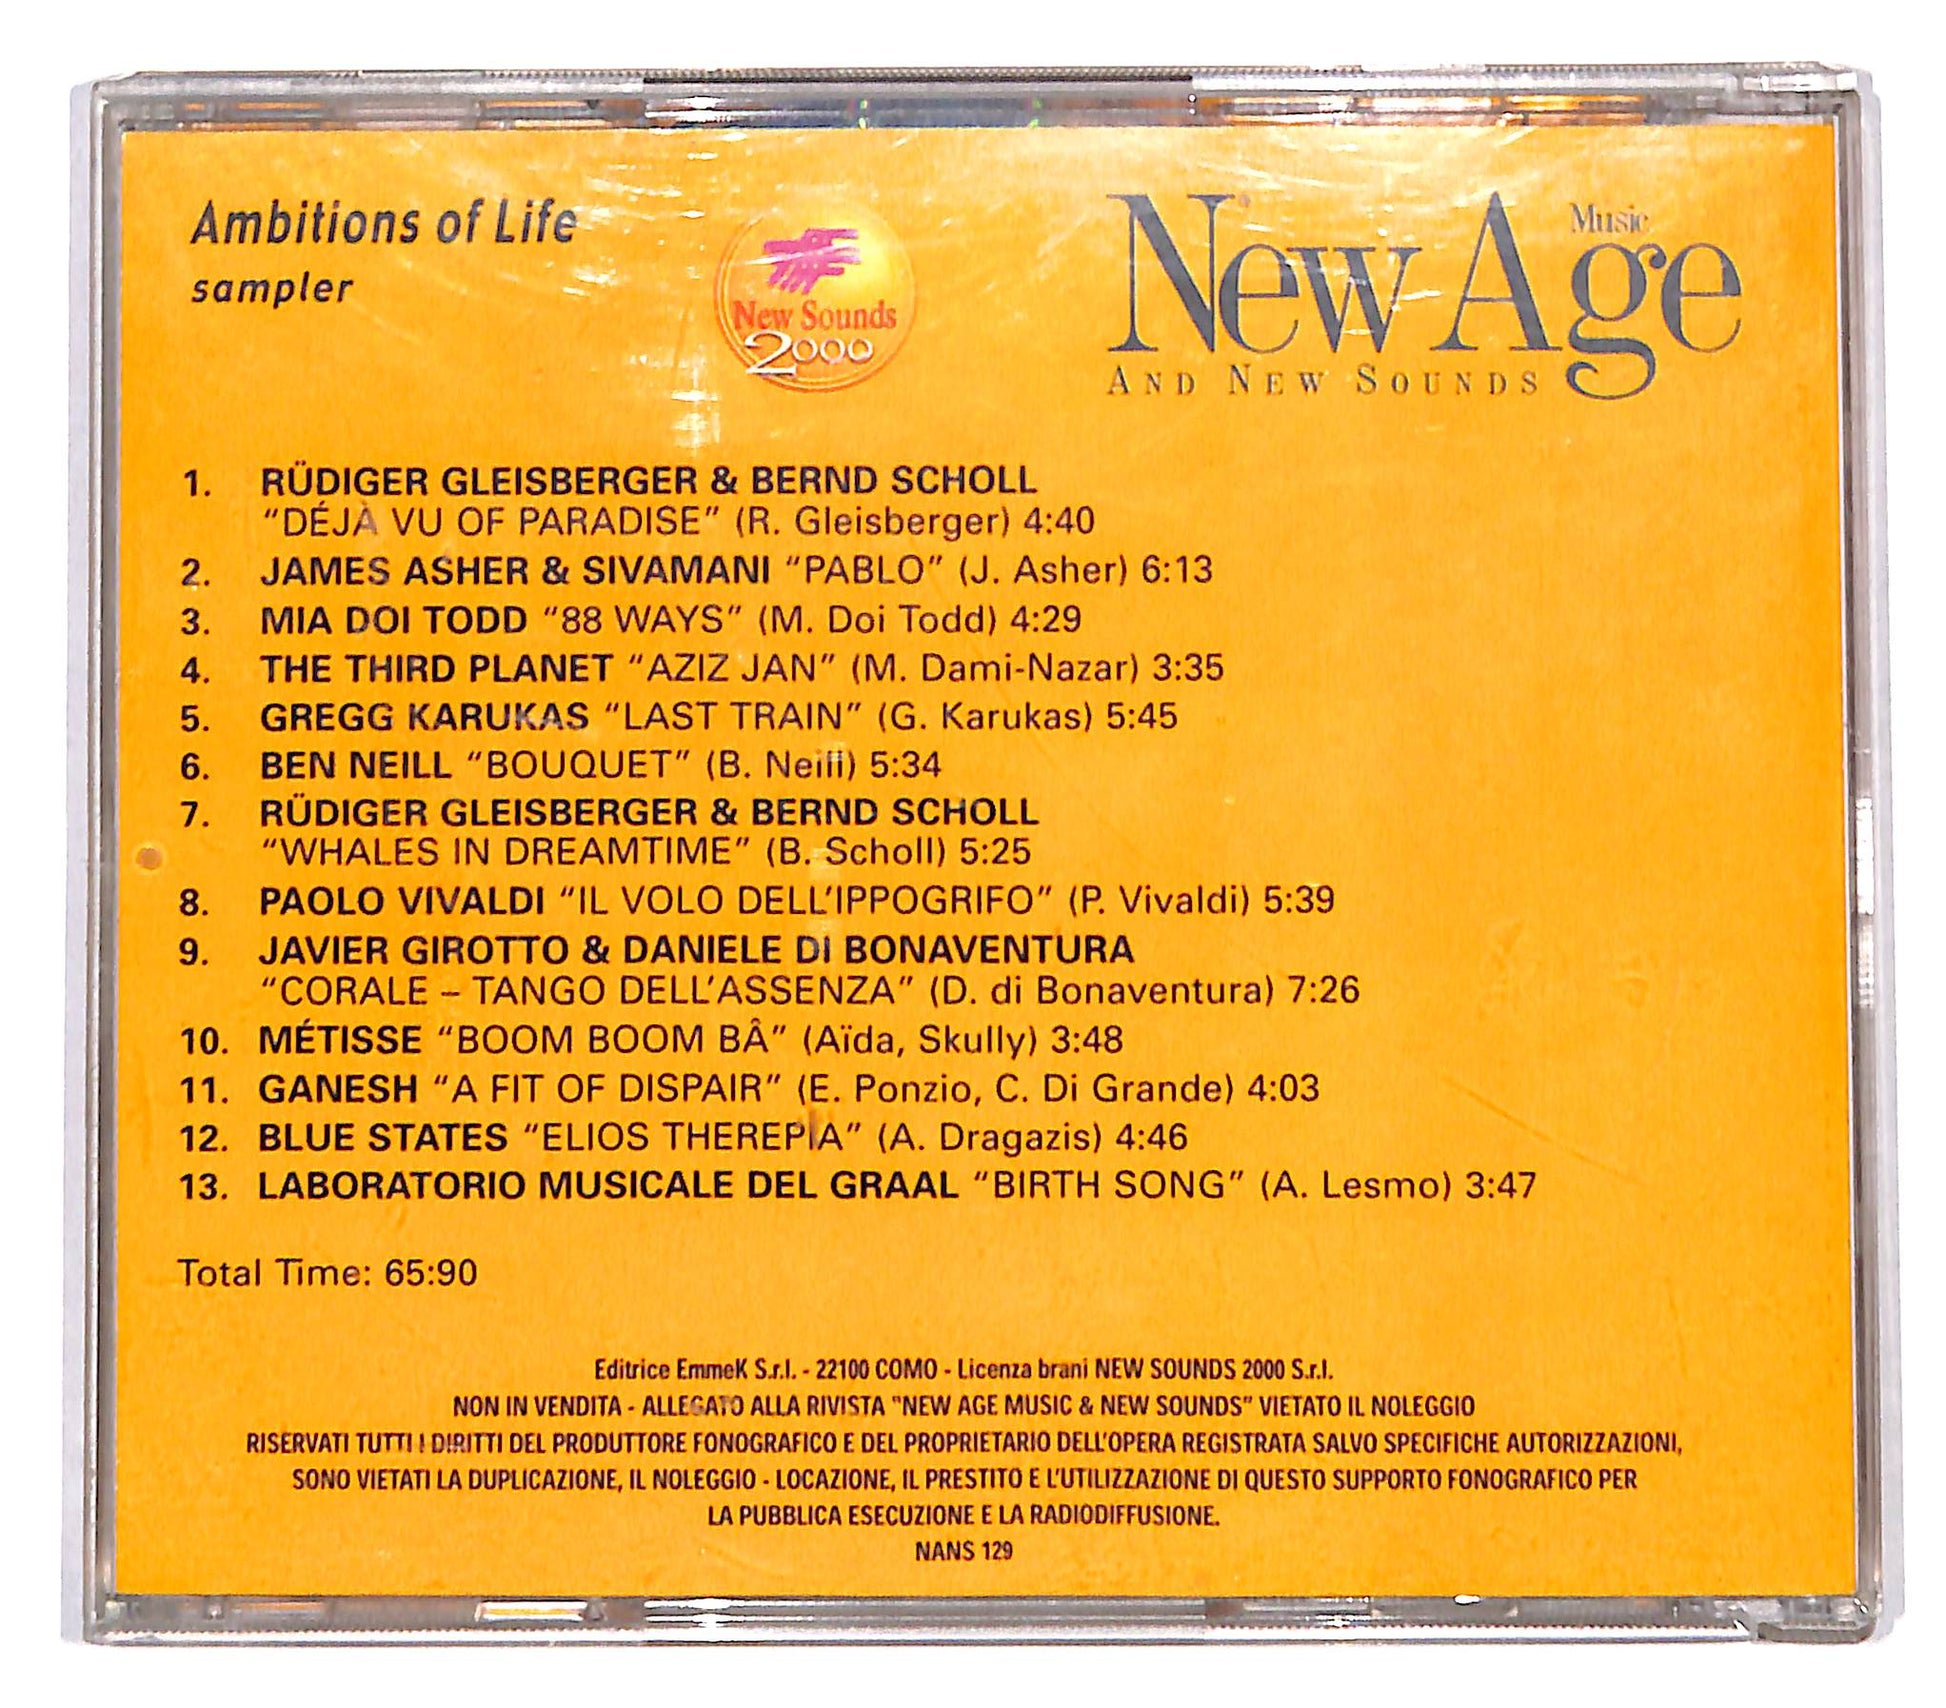 Ambitions of Life
sampler
New Sounds
2000
New Age Music
AND NEW SOUNDS
1. RÜDIGER GLEISBERGER & BERND SCHOLL
“DÉJÀ VU OF PARADISE” (R. Gleisberger) 4:40
2. JAMES ASHER & SIVAMANI “PABLO” (J. Asher) 6:13
3. MIA DOI TODD “88 WAYS” (M. Doi Todd) 4:29
4. THE THIRD PLANET “AZIZ JAN” (M. Dami-Nazar) 3:35
5. GREGG KARUKAS “LAST TRAIN” (G. Karukas) 5:45
6. BEN NEILL “BOUQUET” (B. Neill) 5:34
7. RÜDIGER GLEISBERGER & BERND SCHOLL
“WHALES IN DREAMTIME” (B. Scholl) 5:25
8. PAOLO VIVALDI “IL VOLO DELL’IPPOGRIFO” (P. Vivaldi) 5:39
9. JAVIER GIROTTO & DANIELE DI BONAVENTURA
“CORALE – TANGO DELL’ASSENZA” (D. di Bonaventura) 7:26
10. MÉTISSE “BOOM BOOM BÂ” (Aïda, Skully) 3:48
11. GANESH “A FIT OF DISPAIR” (E. Ponzio, C. Di Grande) 4:03
12. BLUE STATES “ELIOS THEREPIA” (A. Dragazis) 4:46
13. LABORATORIO MUSICALE DEL GRAAL “BIRTH SONG” (A. Lesmo) 3:47
Total Time: 65:90
Editrice EmmeK S.r.l. - 22100 COMO - Licenza brani NEW SOUNDS 2000 S.r.l.
NON IN VENDITA - ALLEGATO ALLA RIVISTA "NEW AGE MUSIC & NEW SOUNDS" VIETATO IL NOLEGGIO
RISERVATI TUTTI I DIRITTI DEL PRODUTTORE FONOGRAFICO E DEL PROPRIETARIO DELL'OPERA REGISTRATA SALVO SPECIFICHE AUTORIZZAZIONI,
SONO VIETATI LA DUPLICAZIONE, IL NOLEGGIO - LOCAZIONE, IL PRESTITO E L'UTILIZZAZIONE DI QUESTO SUPPORTO FONOGRAFICO PER
LA PUBBLICA ESECUZIONE E LA RADIODIFFUSIONE.
NANS 129